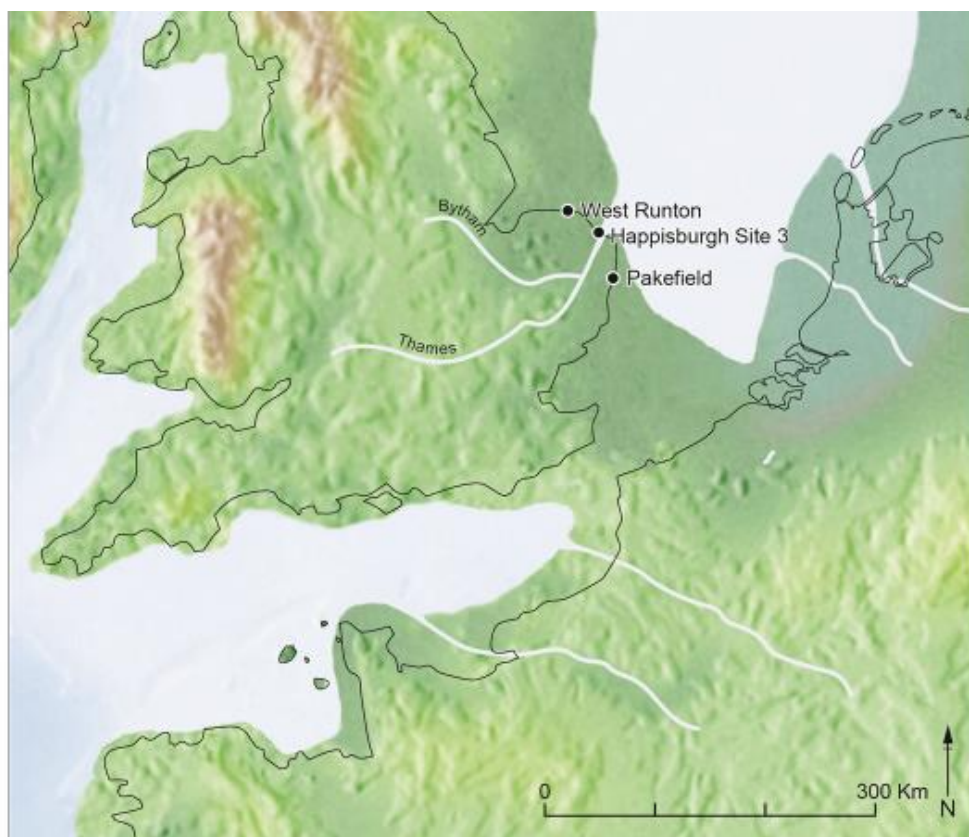 West Runton
Bytham
Happisburgh Site 3
Pakefield
Thames
0
300 Km
N